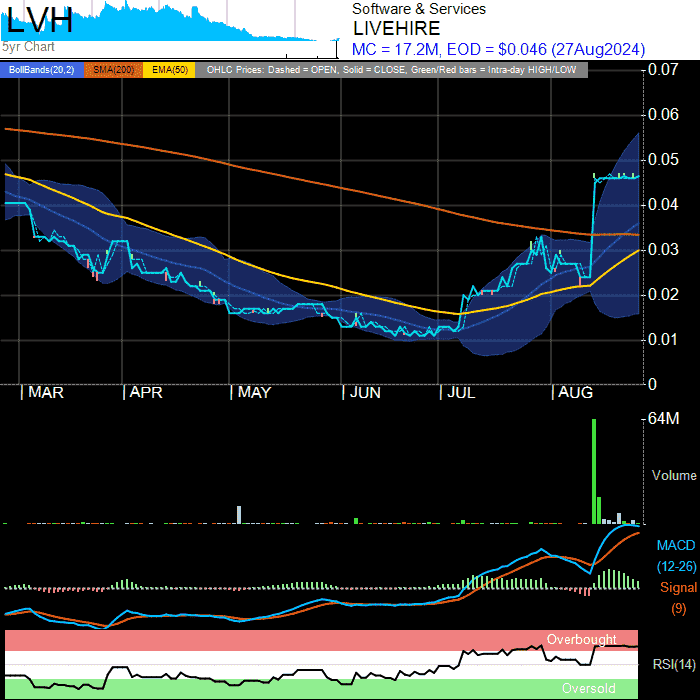 LVH
5yr Chart
Software & Services
LIVEHIRE
MC = 17.2M, EOD = $0.046 (27Aug2024)
BollBands(20,2) SMA(200) EMA(50) OHLC Prices: Dashed = OPEN, Solid = CLOSE, Green/Red bars = Intra-day HIGH/LOW
0.07
0.06
0.05
0.04
0.03
0.02
0.01
0
| MAR | APR | MAY | JUN | JUL | AUG
64M
Volume
MACD
(12-26)
Signal
(9)
Overbought
RSI(14)
Oversold